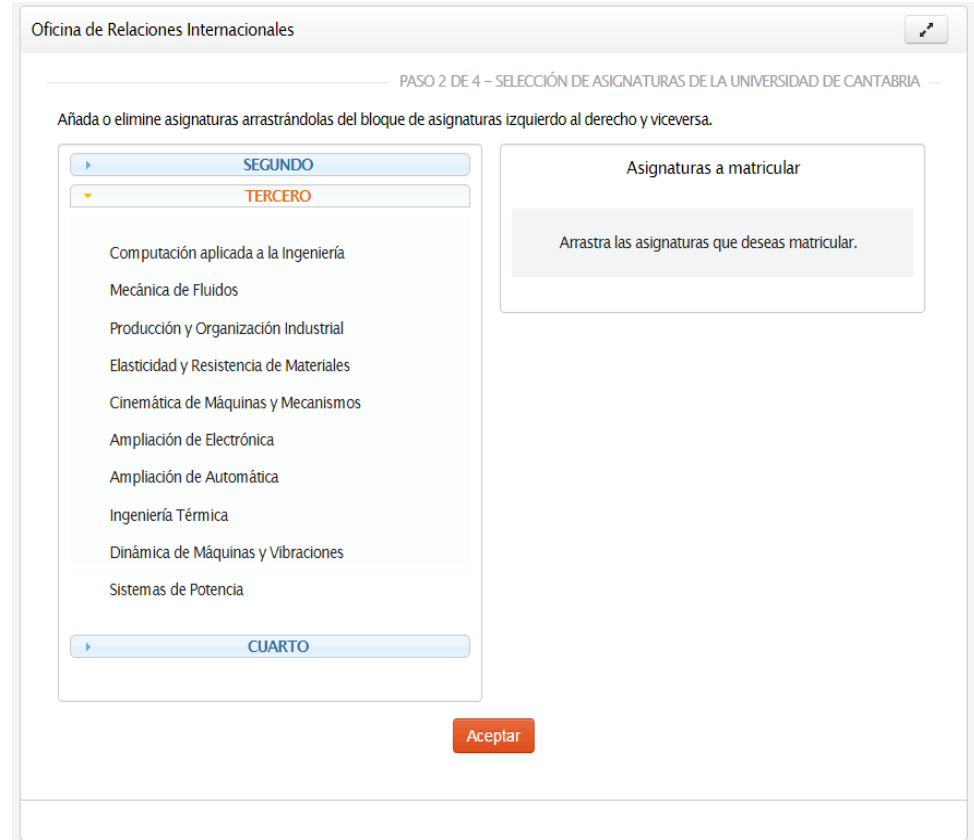 Oficina de Relaciones Internacionales
PASO 2 DE 4 – SELECCIÓN DE ASIGNATURAS DE LA UNIVERSIDAD DE CANTABRIA
Añada o elimine asignaturas arrastrándolas del bloque de asignaturas izquierdo al derecho y viceversa.
SEGUNDO
TERCERO
Computación aplicada a la Ingeniería
Mecánica de Fluidos
Producción y Organización Industrial
Elasticidad y Resistencia de Materiales
Cinemática de Máquinas y Mecanismos
Ampliación de Electrónica
Ampliación de Automática
Ingeniería Térmica
Dinámica de Máquinas y Vibraciones
Sistemas de Potencia
CUARTO
Asignaturas a matricular
Arrastra las asignaturas que deseas matricular.
Aceptar